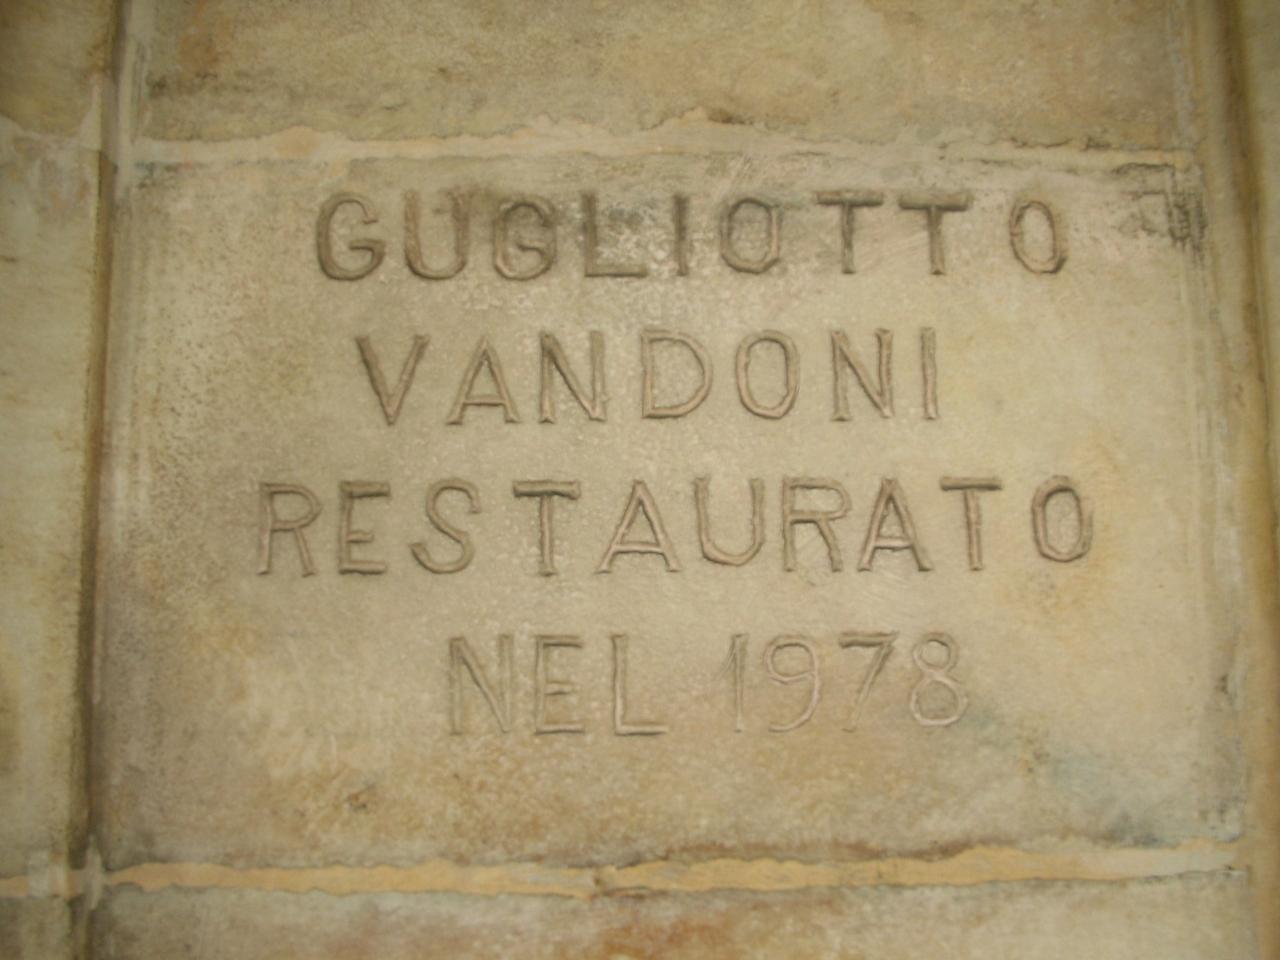 GUGLIOTTO
VANDONI
RESTAURATO
NEL 1978